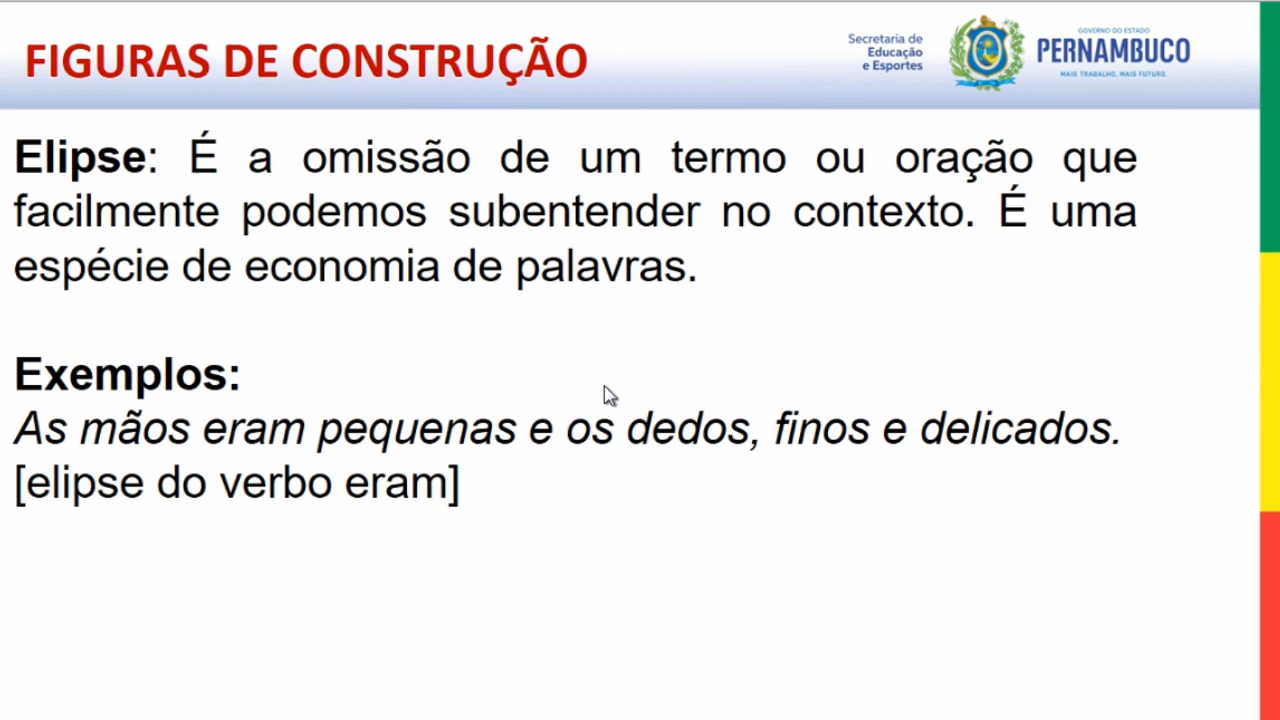 FIGURAS DE CONSTRUÇÃO
Secretaria de
Educação
e Esportes
GOVERNO DO ESTADO
PERNAMBUCO
MAIS TRABALHO, MAIS FUTURO.
Elipse: É a omissão de um termo ou oração que
facilmente podemos subentender no contexto. É uma
espécie de economia de palavras.
Exemplos:
As mãos eram pequenas e os dedos, finos e delicados.
[elipse do verbo eram]